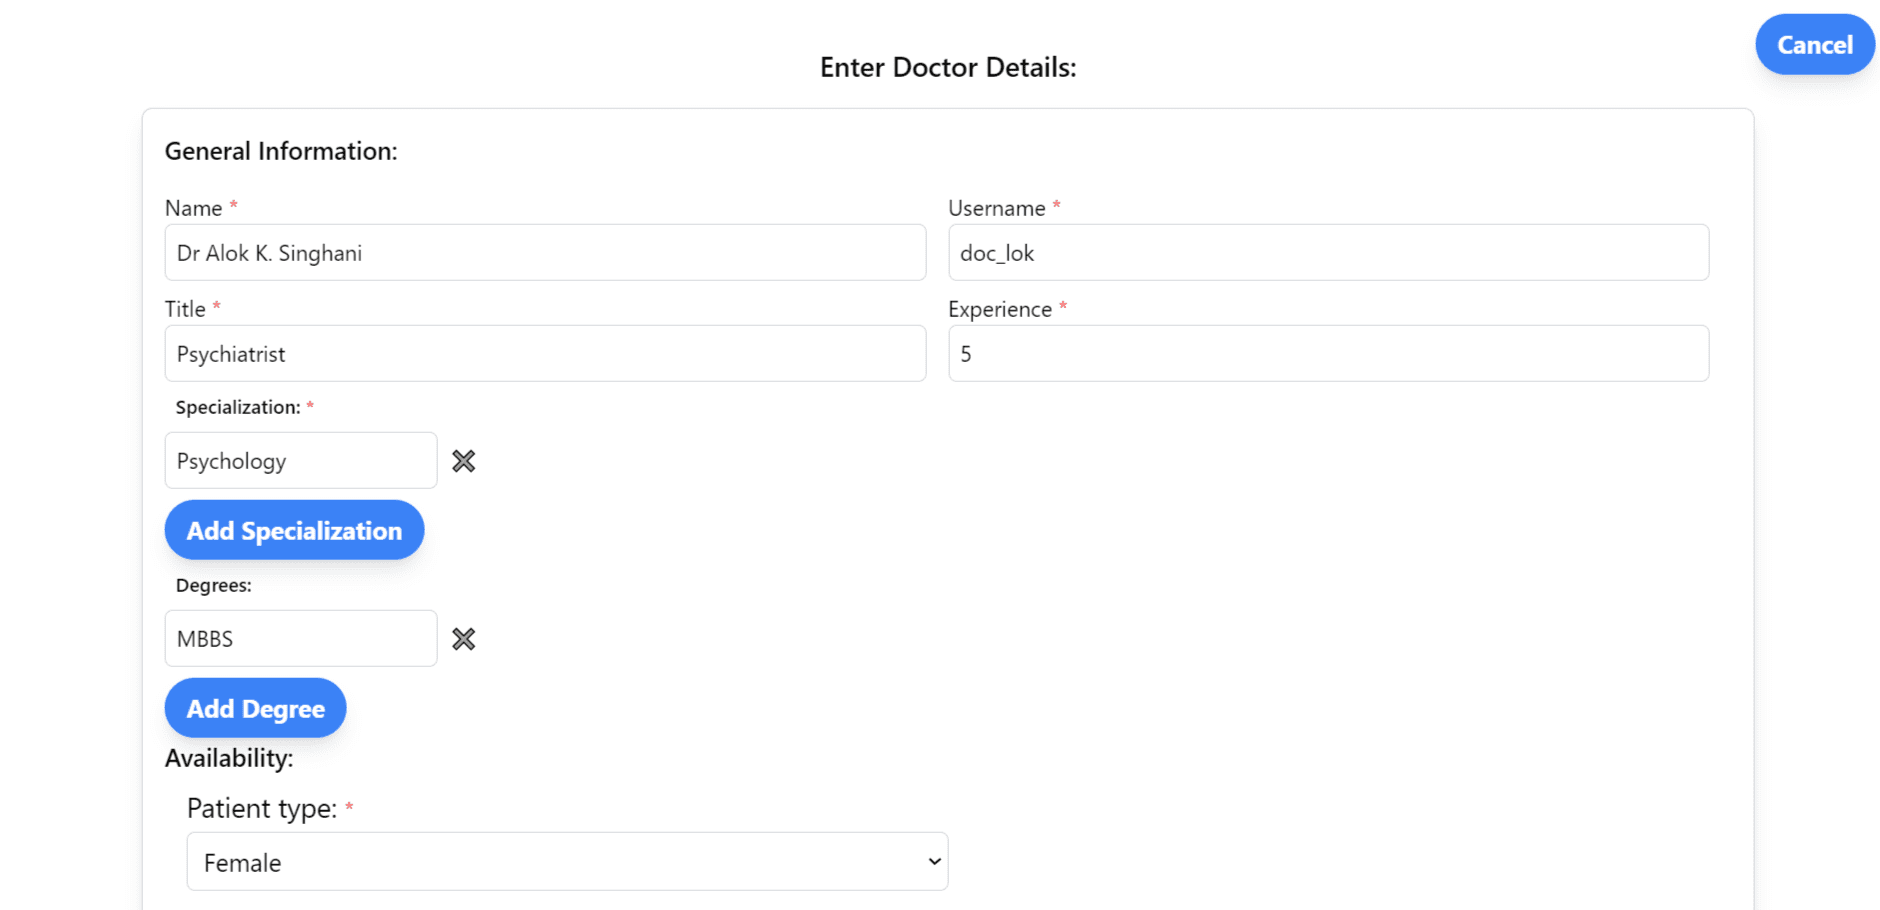 Cancel
Enter Doctor Details:
General Information:
Name *
Username *
Dr Alok K. Singhani
doc_lok
Title *
Experience *
Psychiatrist
5
Specialization: *
Psychology
Add Specialization
Degrees:
MBBS
Add Degree
Availability:
Patient type: *
Female